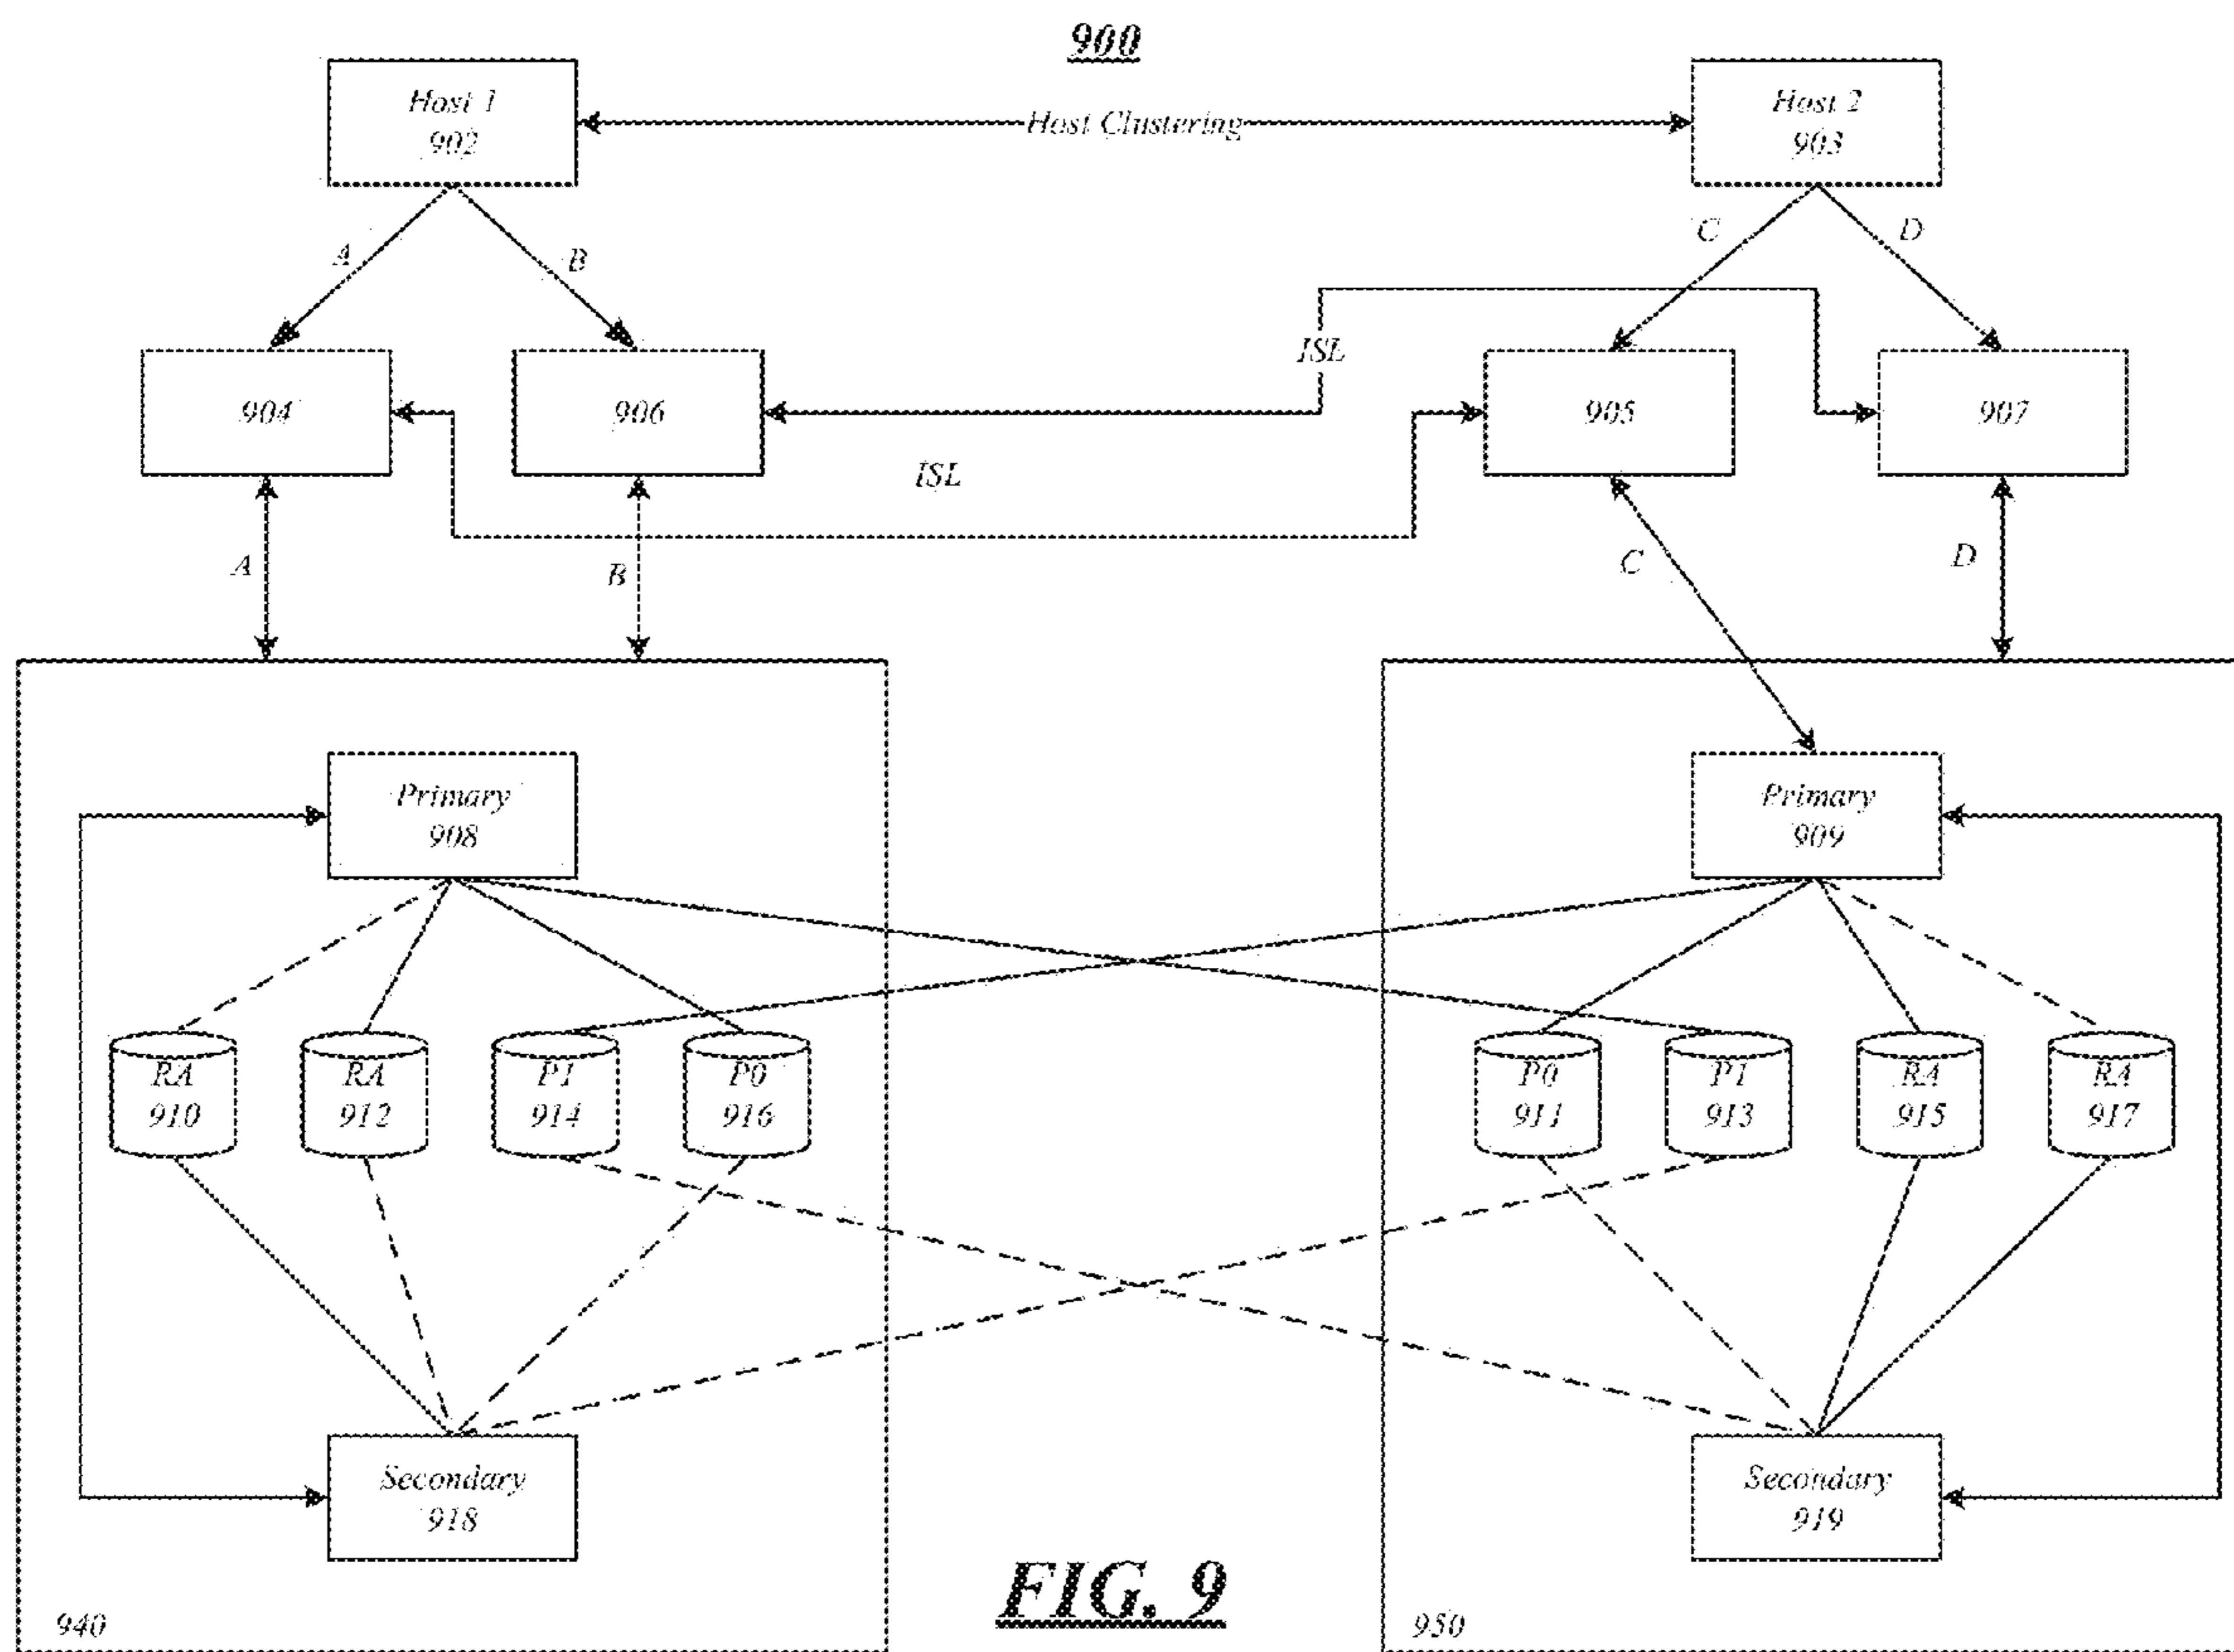 900
Host 1
902
Host Clustering
Host 2
903
A
B
C
D
ISL
904
906
905
907
ISL
A
B
C
D
Primary
908
Primary
909
RA
910
RA
912
P1
914
P0
916
P0
911
P1
913
RA
915
RA
917
Secondary
918
Secondary
919
FIG. 9
940
950